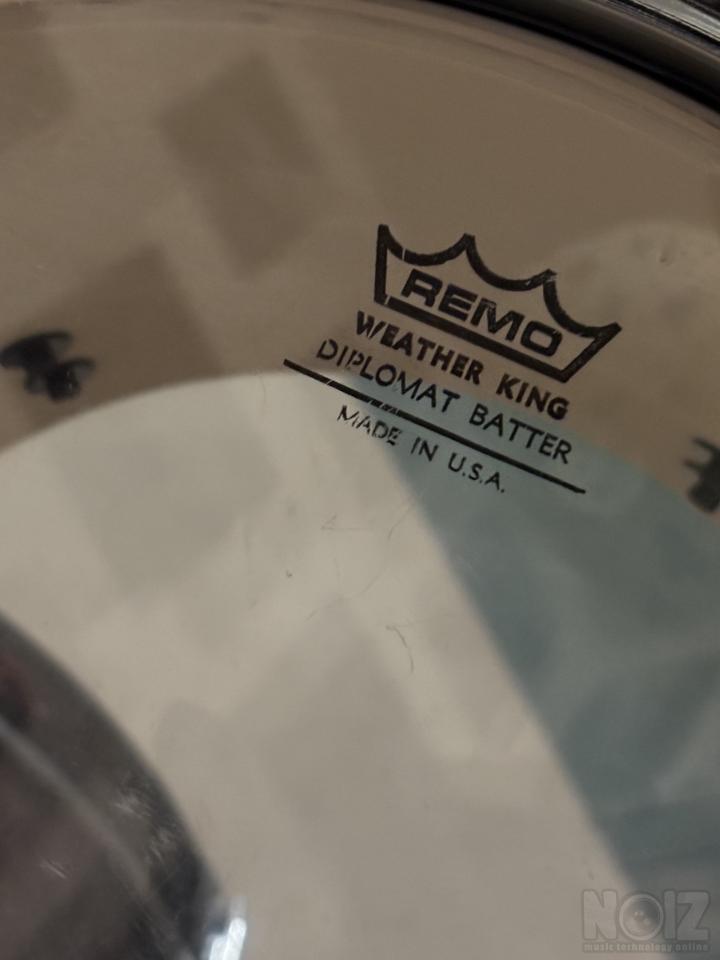 REMO
WEATHER KING
DIPLOMAT BATTER
MADE IN U.S.A.
NOIZ
music technology online